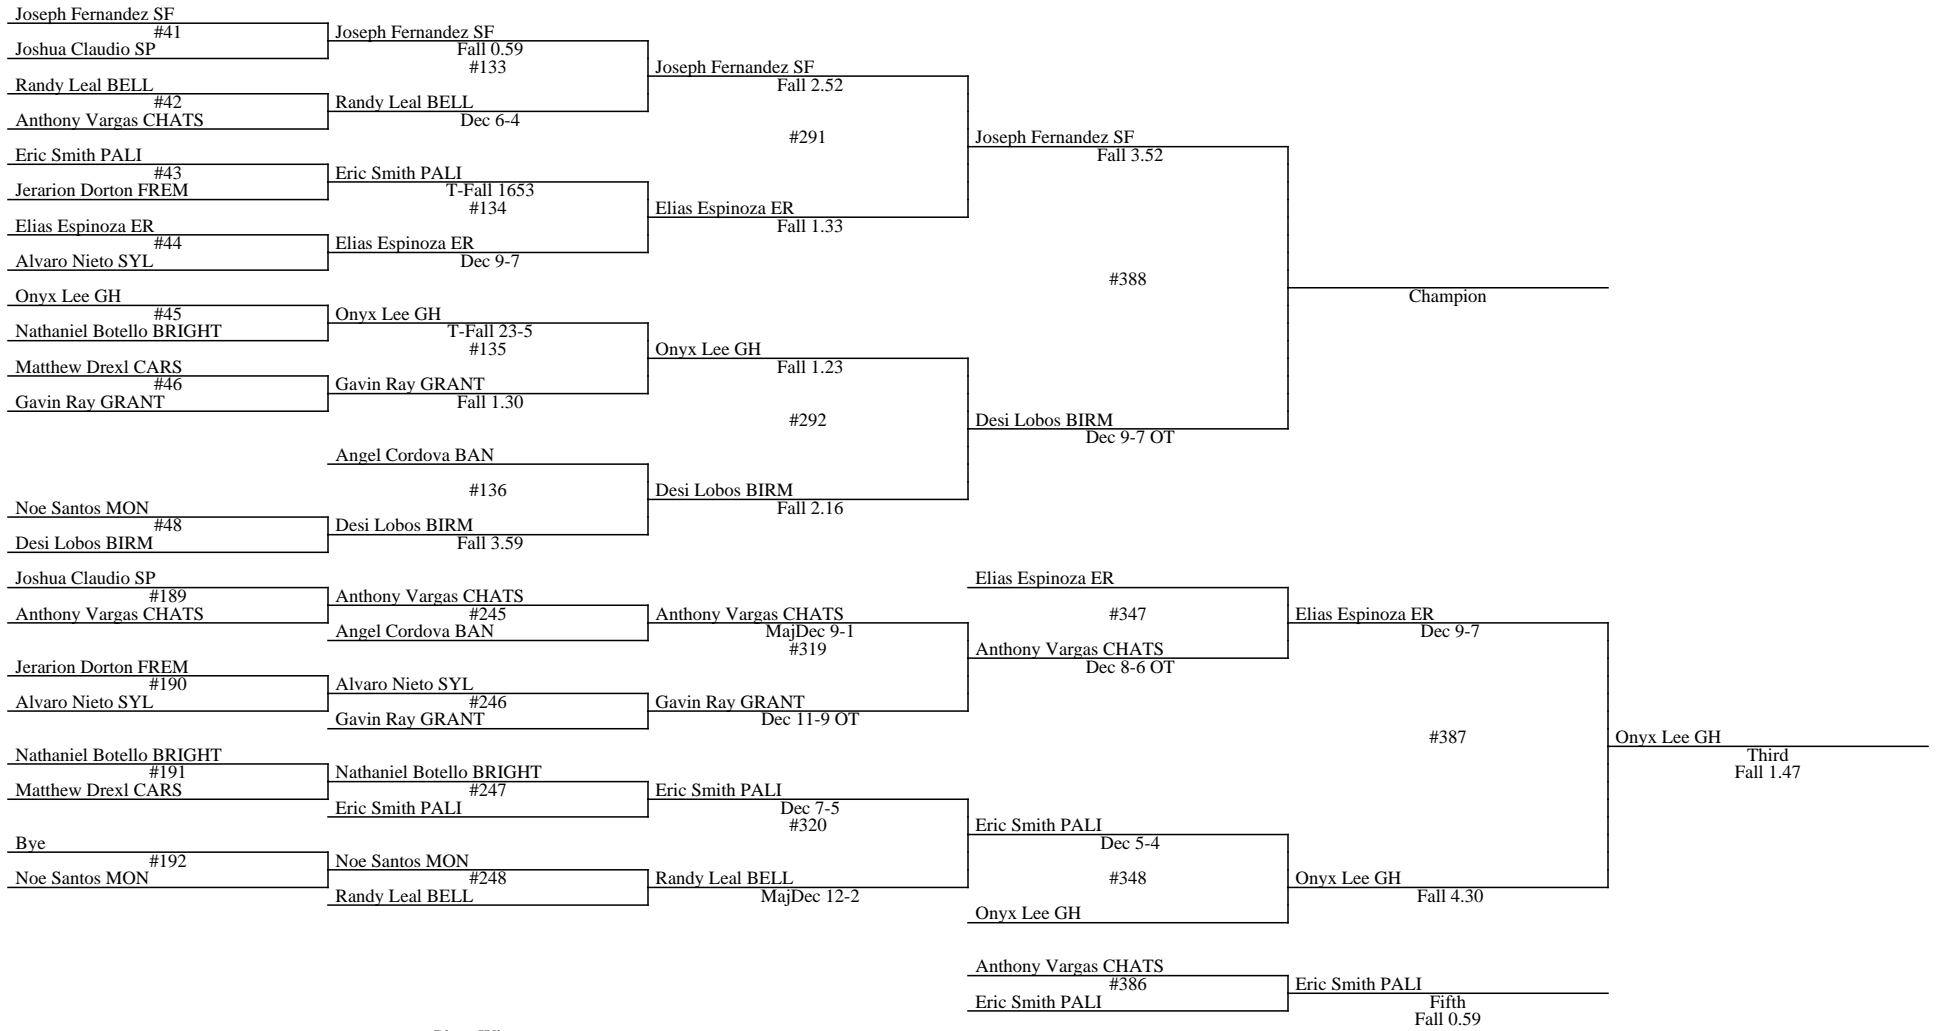 Joseph Fernandez SF
#41
Joshua Claudio SP
Joseph Fernandez SF
Fall 0.59
#133
Randy Leal BELL
#42
Anthony Vargas CHATS
Randy Leal BELL
Dec 6-4
Joseph Fernandez SF
Fall 2.52
#291
Eric Smith PALI
#43
Jerarion Dorton FREM
Eric Smith PALI
T-Fall 1653
#134
Elias Espinoza ER
#44
Alvaro Nieto SYL
Elias Espinoza ER
Dec 9-7
Elias Espinoza ER
Fall 1.33
Joseph Fernandez SF
Fall 3.52
#388
Champion
Onyx Lee GH
#45
Nathaniel Botello BRIGHT
Onyx Lee GH
T-Fall 23-5
#135
Matthew Drexl CARS
#46
Gavin Ray GRANT
Gavin Ray GRANT
Fall 1.30
Onyx Lee GH
Fall 1.23
#292
Angel Cordova BAN
#136
Noe Santos MON
#48
Desi Lobos BIRM
Desi Lobos BIRM
Fall 3.59
Desi Lobos BIRM
Fall 2.16
Desi Lobos BIRM
Dec 9-7 OT
Joshua Claudio SP
#189
Anthony Vargas CHATS
Anthony Vargas CHATS
#245
Angel Cordova BAN
Anthony Vargas CHATS
MajDec 9-1
#319
Jerarion Dorton FREM
#190
Alvaro Nieto SYL
Alvaro Nieto SYL
#246
Gavin Ray GRANT
Gavin Ray GRANT
Dec 11-9 OT
Elias Espinoza ER
#347
Anthony Vargas CHATS
Dec 8-6 OT
Elias Espinoza ER
Dec 9-7
#387
Nathaniel Botello BRIGHT
#191
Matthew Drexl CARS
Nathaniel Botello BRIGHT
#247
Eric Smith PALI
Eric Smith PALI
Dec 7-5
#320
Bye
#192
Noe Santos MON
Noe Santos MON
#248
Randy Leal BELL
Randy Leal BELL
MajDec 12-2
Eric Smith PALI
Dec 5-4
#348
Onyx Lee GH
Onyx Lee GH
Fall 4.30
Onyx Lee GH
Third
Fall 1.47
Anthony Vargas CHATS
#386
Eric Smith PALI
Eric Smith PALI
Fifth
Fall 0.59